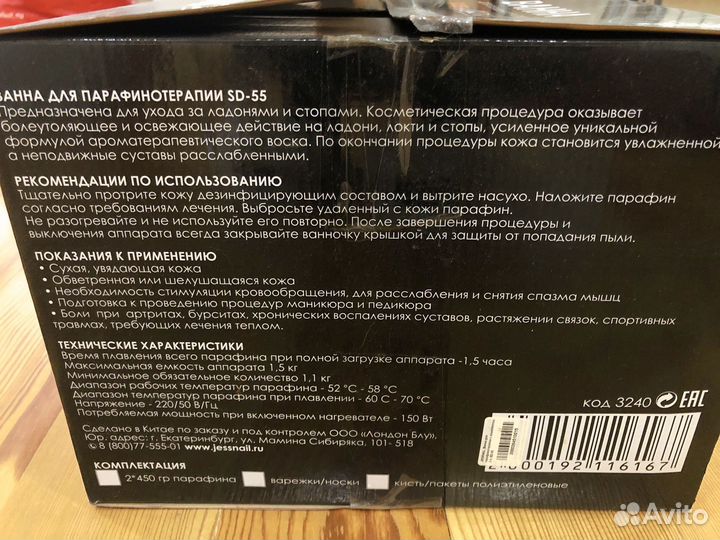 ВАННА ДЛЯ ПАРАФИНОТЕРАПИИ SD-55
Предназначена для ухода за ладонями и стопами. Косметическая процедура оказывает
болеутоляющее и освежающее действие на ладони, локти и стопы, усиленное уникальной
формулой ароматерапевтического воска. По окончании процедуры кожа становится увлажненной
а неподвижные суставы расслабленными.
РЕКОМЕНДАЦИИ ПО ИСПОЛЬЗОВАНИЮ
Тщательно протрите кожу дезинфицирующим составом и вытрите насухо. Наложите парафин
согласно требованиям лечения. Выбросьте удаленный с кожи парафин.
Не разогревайте и не используйте его повторно. После завершения процедуры и
выключения аппарата всегда закрывайте ванночку крышкой для защиты от попадания пыли.
ПОКАЗАНИЯ К ПРИМЕНЕНИЮ
• Сухая, увядающая кожа
• Обветренная или шелушащаяся кожа
• Необходимость стимуляции кровообращения, для расслабления и снятия спазма мышц
• Подготовка к проведению процедур маникюра и педикюра
• Боли при артритах, бурситах, хронических воспалениях суставов, растяжении связок, спортивных
травмах, требующих лечения теплом.
ТЕХНИЧЕСКИЕ ХАРАКТЕРИСТИКИ
Время плавления всего парафина при полной загрузке аппарата -1,5 часа
Максимальная емкость аппарата 1,5 кг
Минимальное обязательное количество 1,1 кг
Диапазон рабочих температур парафина - 52 С° - 58 С°
Диапазон температур парафина при плавлении - 60 С - 70 С°
Напряжение - 220/50 В/Гц
Потребляемая мощность при включенном нагревателе - 150 Вт
код 3240 EAC
Сделано в Китае по заказу и под контролем ООО «Лондон Блу»
Юр. адрес: г. Екатеринбург, ул. Мамина Сибиряка, 101- 518
8 (800)77-555-01 www.jessnail.ru
КОМПЛЕКТАЦИЯ
2*450 гр парафина варежки/носки кисть/пакеты полиэтиленовые
2 000192 116167
Avito